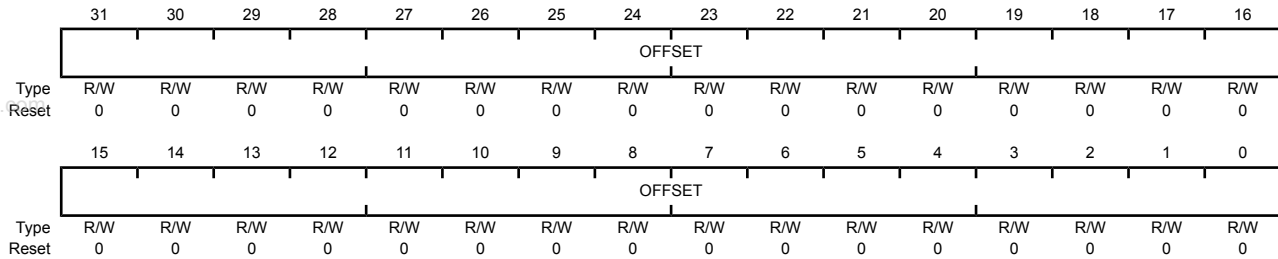 31 30 29 28 27 26 25 24 23 22 21 20 19 18 17 16
OFFSET
Type R/W R/W R/W R/W R/W R/W R/W R/W R/W R/W R/W R/W R/W R/W R/W R/W
.com
Reset 0 0 0 0 0 0 0 0 0 0 0 0 0 0 0 0
15 14 13 12 11 10 9 8 7 6 5 4 3 2 1 0
OFFSET
Type R/W R/W R/W R/W R/W R/W R/W R/W R/W R/W R/W R/W R/W R/W R/W R/W
Reset 0 0 0 0 0 0 0 0 0 0 0 0 0 0 0 0